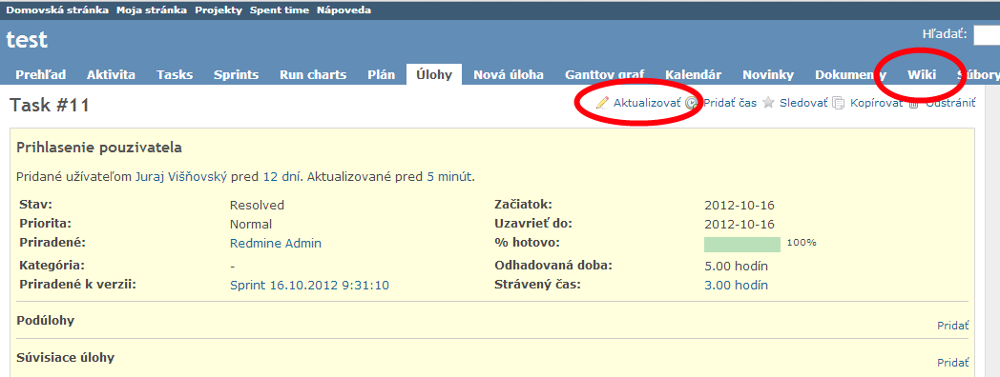 Domovská stránka Moja stránka Projekty Spent time Nápoveda
Hľadať:
test
Prehľad Aktivita Tasks Sprints Run charts Plán Úlohy Nová úloha Ganttov graf Kalendár Novinky Dokumenty Wiki Súbory
Task #11
Aktualizovať Pridať čas Sledovať Kopírovať Odstrániť
Prihlasenie pouzivatela
Pridané užívateľom Juraj Višňovský pred 12 dní. Aktualizované pred 5 minút.
Stav: Resolved Začiatok: 2012-10-16
Priorita: Normal Uzavrieť do: 2012-10-16
Priradené: Redmine Admin % hotovo: 100%
Kategória: - Odhadovaná doba: 5.00 hodín
Priradené k verzii: Sprint 16.10.2012 9:31:10 Strávený čas: 3.00 hodín
Podúlohy Pridať
Súvisiace úlohy Pridať